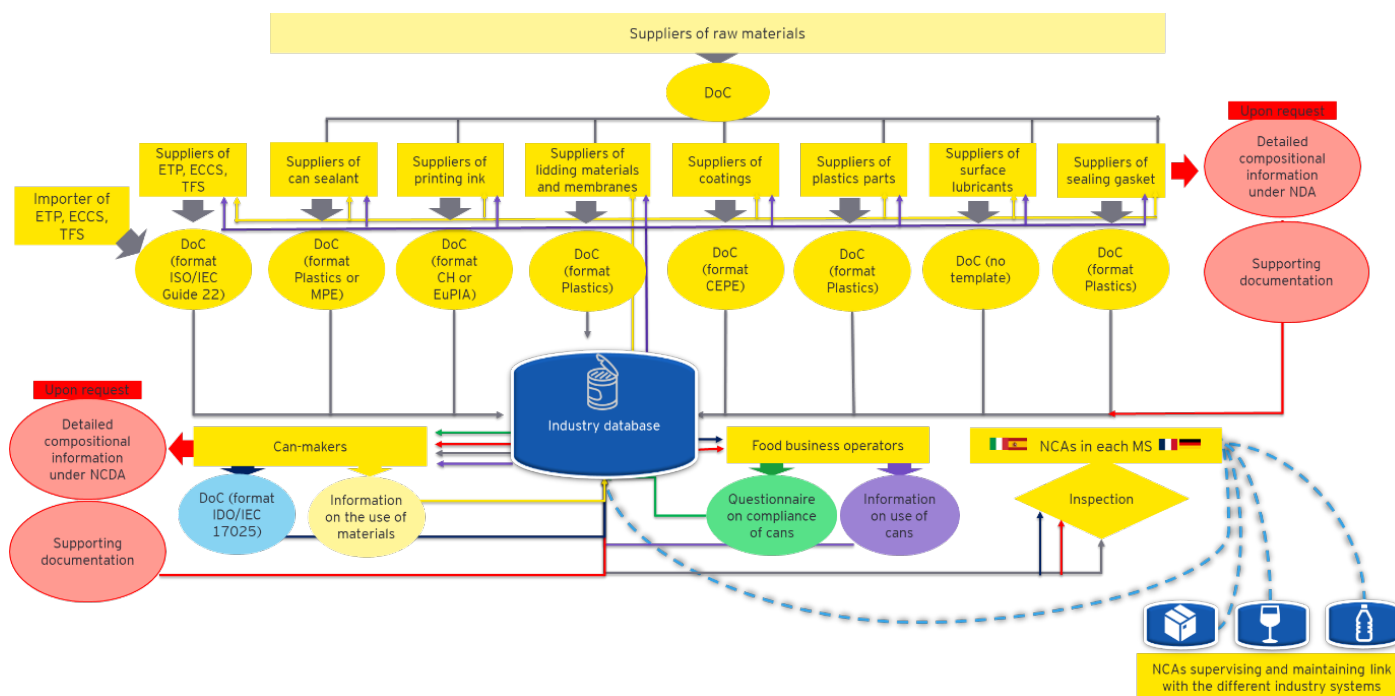 Suppliers of raw materials
DoC
Upon request
Detailed
compositional
information
under NDA
Suppliers of
ETP, ECCS,
TFS
Suppliers of
can sealant
Suppliers of
printing ink
Suppliers of
lidding materials
and membranes
Suppliers of
coatings
Suppliers of
plastics parts
Suppliers of
surface
lubricants
Suppliers of
sealing gasket
Importer of
ETP, ECCS,
TFS
DoC
(format
ISO/IEC
Guide 22)
DoC
(format
Plastics or
MPE)
DoC
(format
CH or
EuPIA)
DoC
(format
Plastics)
DoC
(format
CEPE)
DoC
(format
Plastics)
DoC (no
template)
DoC
(format
Plastics)
Supporting
documentation
Upon request
Detailed
compositional
information
under NCDA
Can-makers
Industry database
Food business operators
NCAs in each MS
DoC (format
IDO/IEC
17025)
Information
on the use of
materials
Questionnaire
on compliance
of cans
Information
on use of
cans
Inspection
Supporting
documentation
NCAs supervising and maintaining link
with the different industry systems